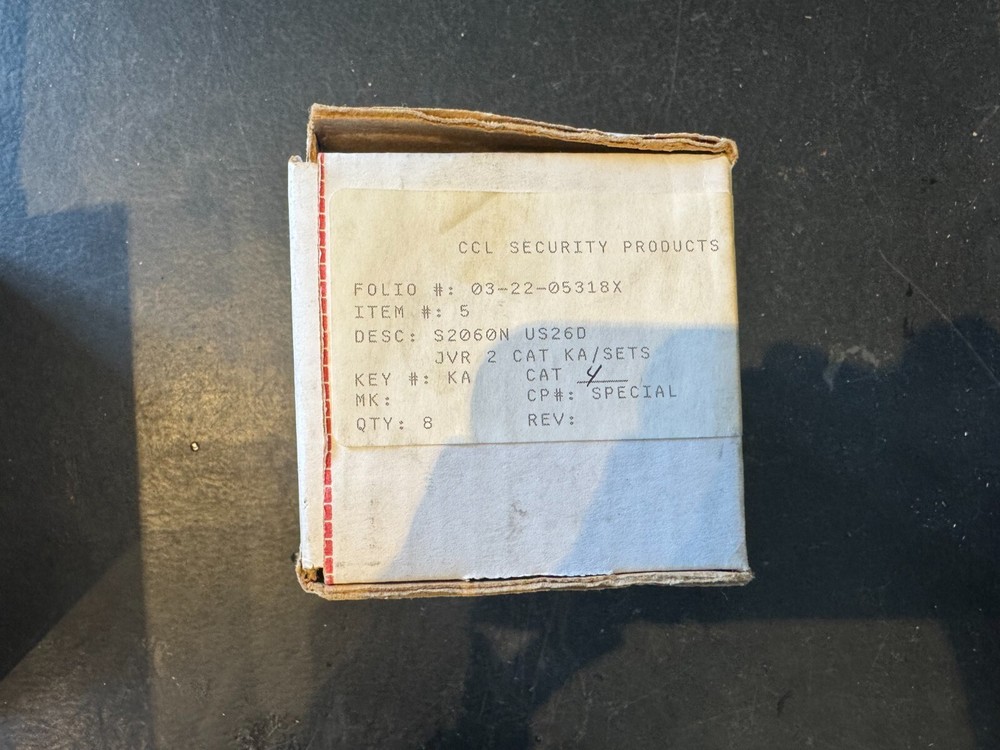 CCL SECURITY PRODUCTS
FOLIO #: 03-22-05318X
ITEM #: 5
DESC: S2060N US26D
JVR 2 CAT KA/SETS
KEY #: KA CAT 4
MK: CP#: SPECIAL
QTY: 8 REV: